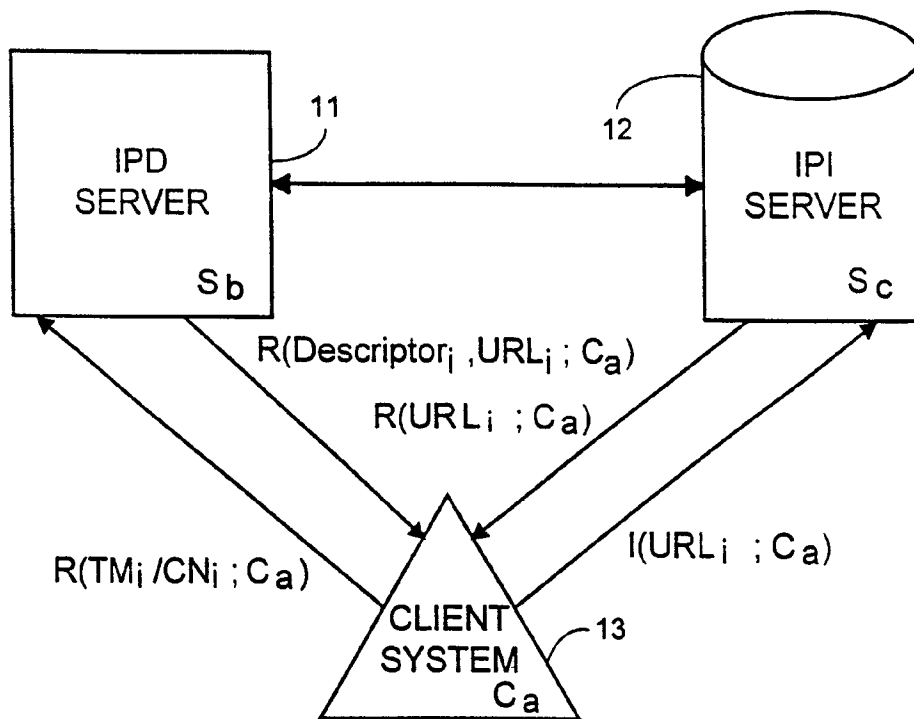 11
12
IPD
SERVER
Sb
IPI
SERVER
Sc
R(Descriptori ,URLi ; Ca)
R(URLi ; Ca)
R(TMi /CNi ; Ca)
I(URLi ; Ca)
CLIENT
SYSTEM
Ca
13